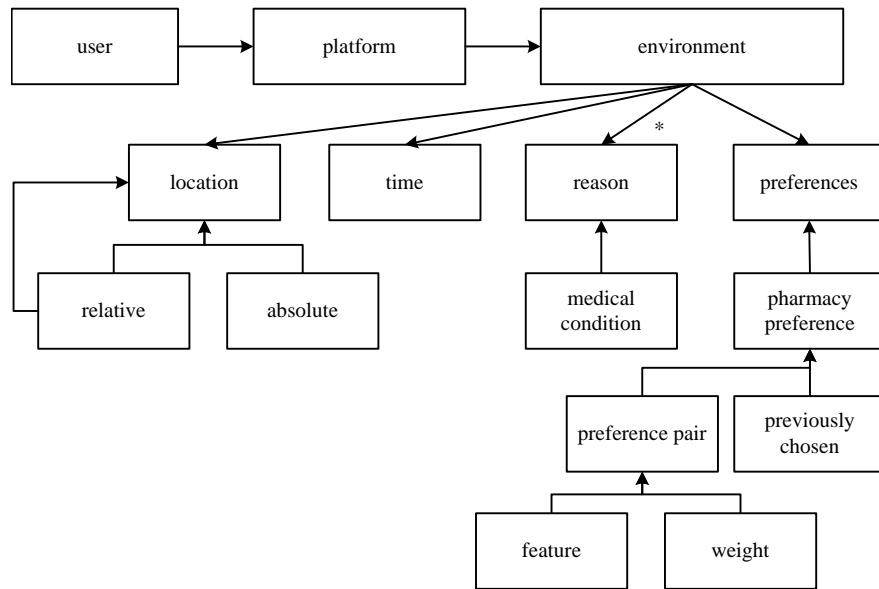 user
platform
environment
*
location
time
reason
preferences
relative
absolute
medical
condition
pharmacy
preference
preference pair
previously
chosen
feature
weight